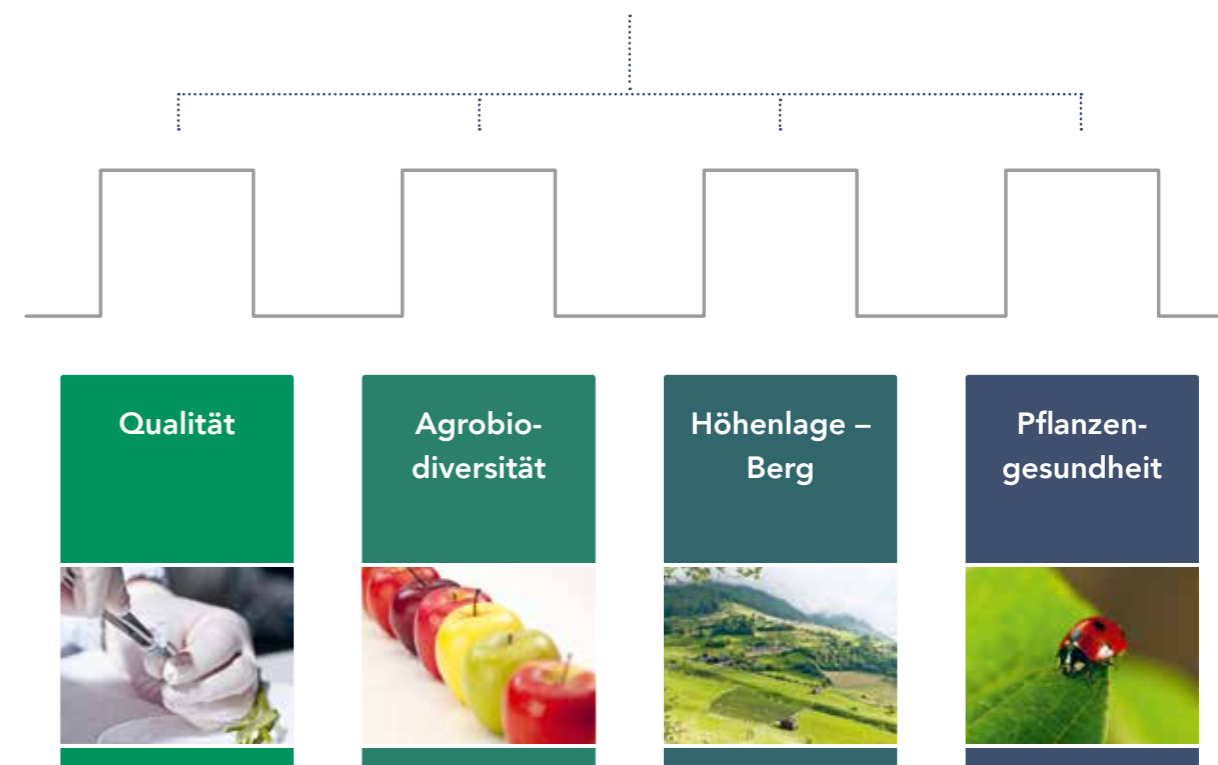 Qualität
Agrobio-
diversität
Höhenlage –
Berg
Pflanzen-
gesundheit